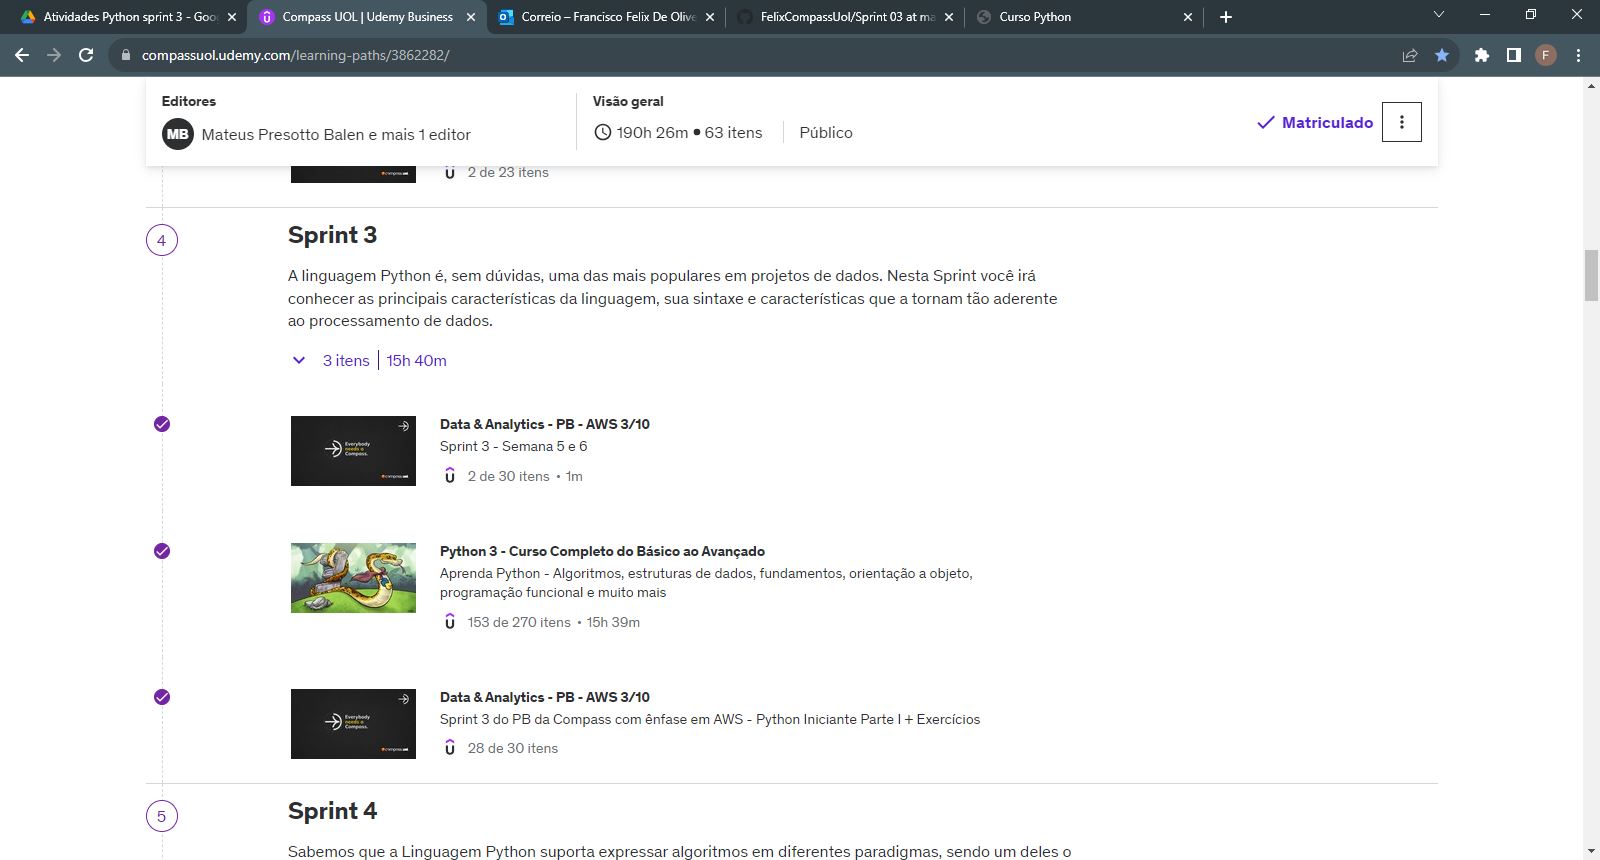 Atividades Python sprint 3 - Goo
Compass UOL | Udemy Business
Correio – Francisco Felix De Olive
FelixCompassUol/Sprint 03 at ma
Curso Python
compassuol.udemy.com/learning-paths/3862282/
F
Editores
MB
Mateus Presotto Balen e mais 1 editor
Visão geral
190h 26m • 63 itens
Público
Matriculado
2 de 23 itens
4
Sprint 3
A linguagem Python é, sem dúvidas, uma das mais populares em projetos de dados. Nesta Sprint você irá
conhecer as principais características da linguagem, sua sintaxe e características que a tornam tão aderente
ao processamento de dados.
3 itens | 15h 40m
Everybody
needs a
Compass.
Data & Analytics - PB - AWS 3/10
Sprint 3 - Semana 5 e 6
2 de 30 itens • 1m
Python 3 - Curso Completo do Básico ao Avançado
Aprenda Python - Algoritmos, estruturas de dados, fundamentos, orientação a objeto,
programação funcional e muito mais
153 de 270 itens • 15h 39m
Everybody
needs a
Compass.
Data & Analytics - PB - AWS 3/10
Sprint 3 do PB da Compass com ênfase em AWS - Python Iniciante Parte I + Exercícios
28 de 30 itens
5
Sprint 4
Sabemos que a Linguagem Python suporta expressar algoritmos em diferentes paradigmas, sendo um deles o